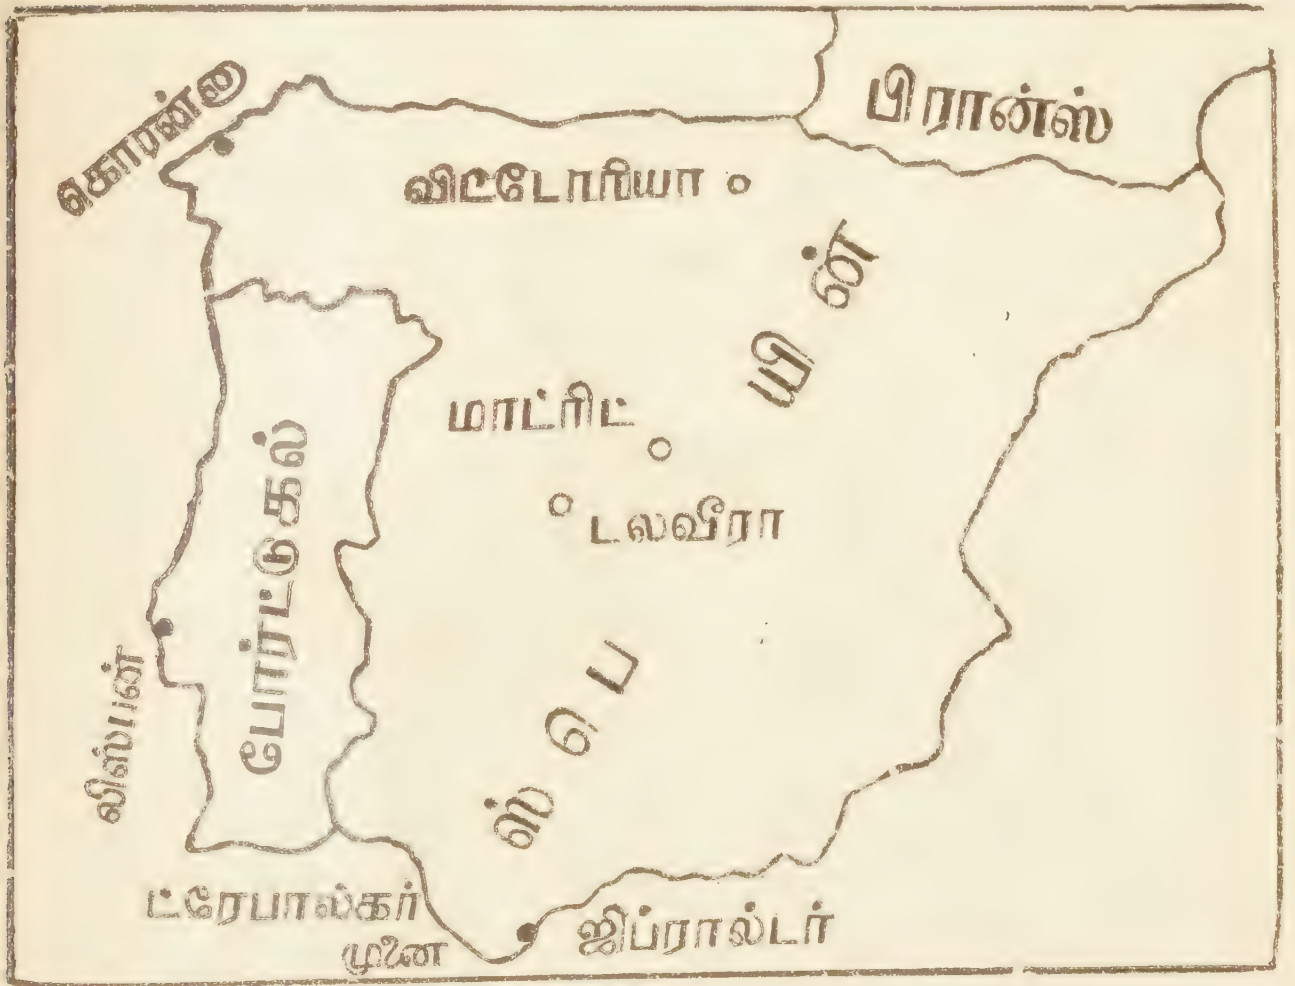 பிரான்ஸ்
கொரன்னா
விட்டோரியா
மாட்ரிட்
டலவீரா
ஸ்பெயின்
போர்ட்டுகல்
லிஸ்பன்
ட்ரேபால்கர்
முனை
ஜிப்ரால்டர்